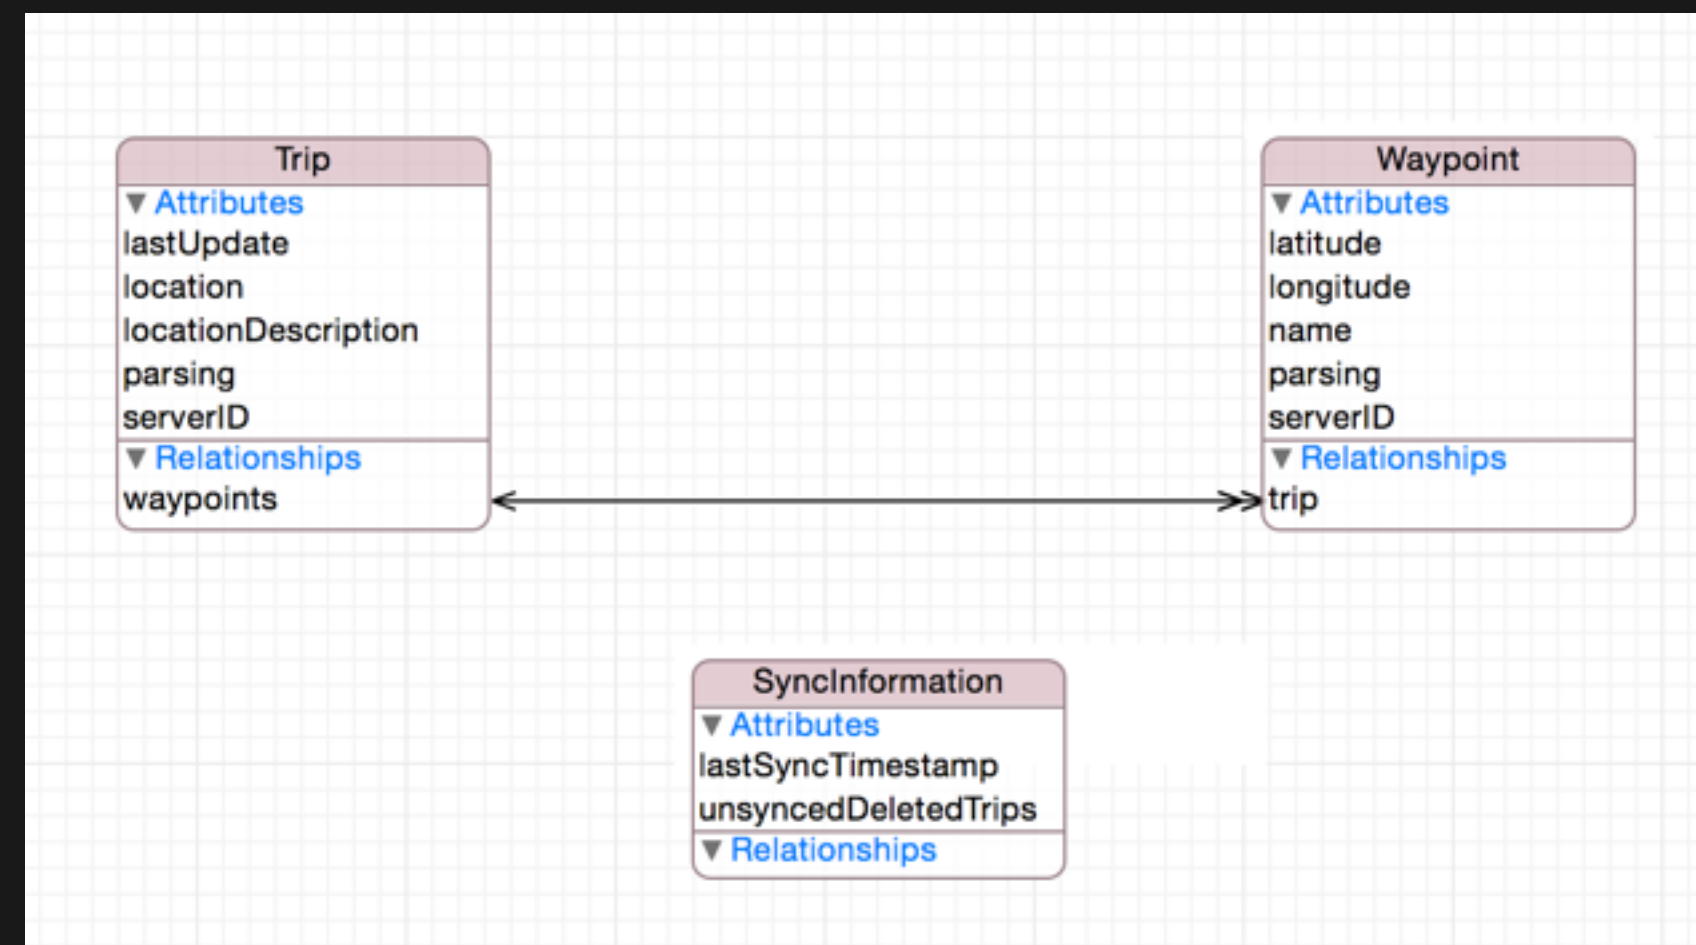 Trip
Attributes
lastUpdate
location
locationDescription
parsing
serverID
Relationships
waypoints
Waypoint
Attributes
latitude
longitude
name
parsing
serverID
Relationships
trip
SyncInformation
Attributes
lastSyncTimestamp
unsyncedDeletedTrips
Relationships